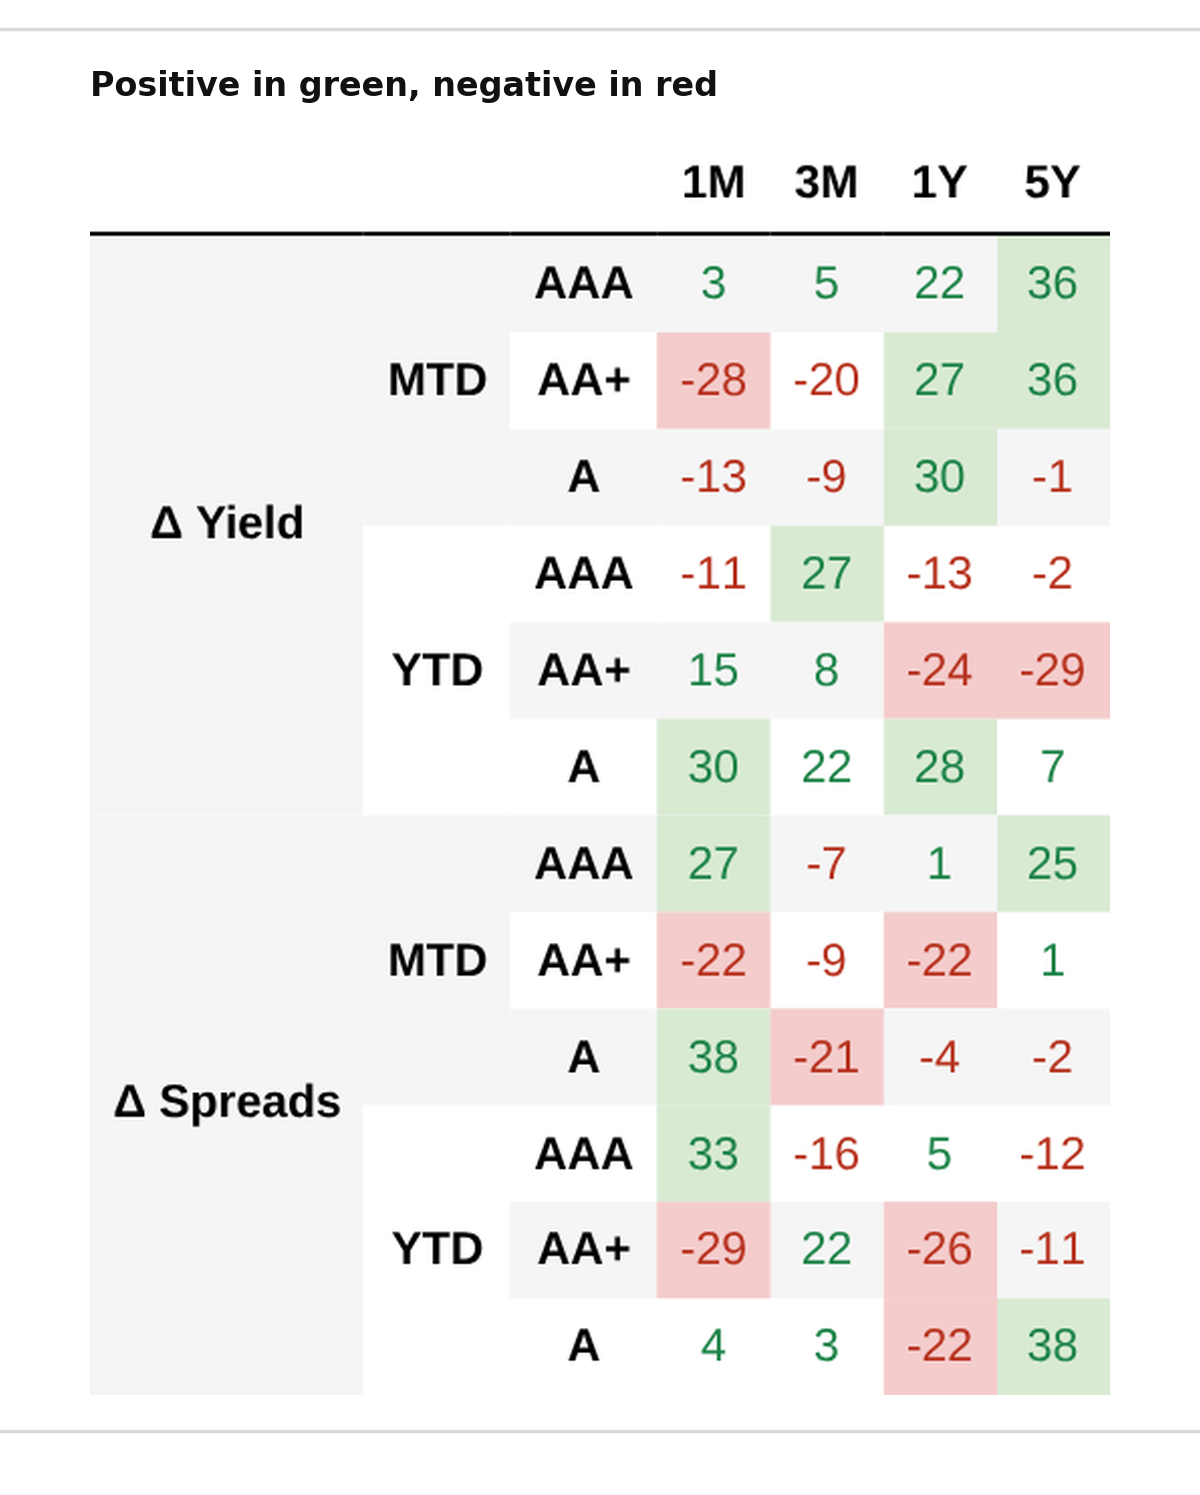 Positive in green, negative in red
1M 3M 1Y 5Y
Δ Yield MTD AAA 3 5 22 36
AA+ -28 -20 27 36
A -13 -9 30 -1
YTD AAA -11 27 -13 -2
AA+ 15 8 -24 -29
A 30 22 28 7
Δ Spreads MTD AAA 27 -7 1 25
AA+ -22 -9 -22 1
A 38 -21 -4 -2
YTD AAA 33 -16 5 -12
AA+ -29 22 -26 -11
A 4 3 -22 38